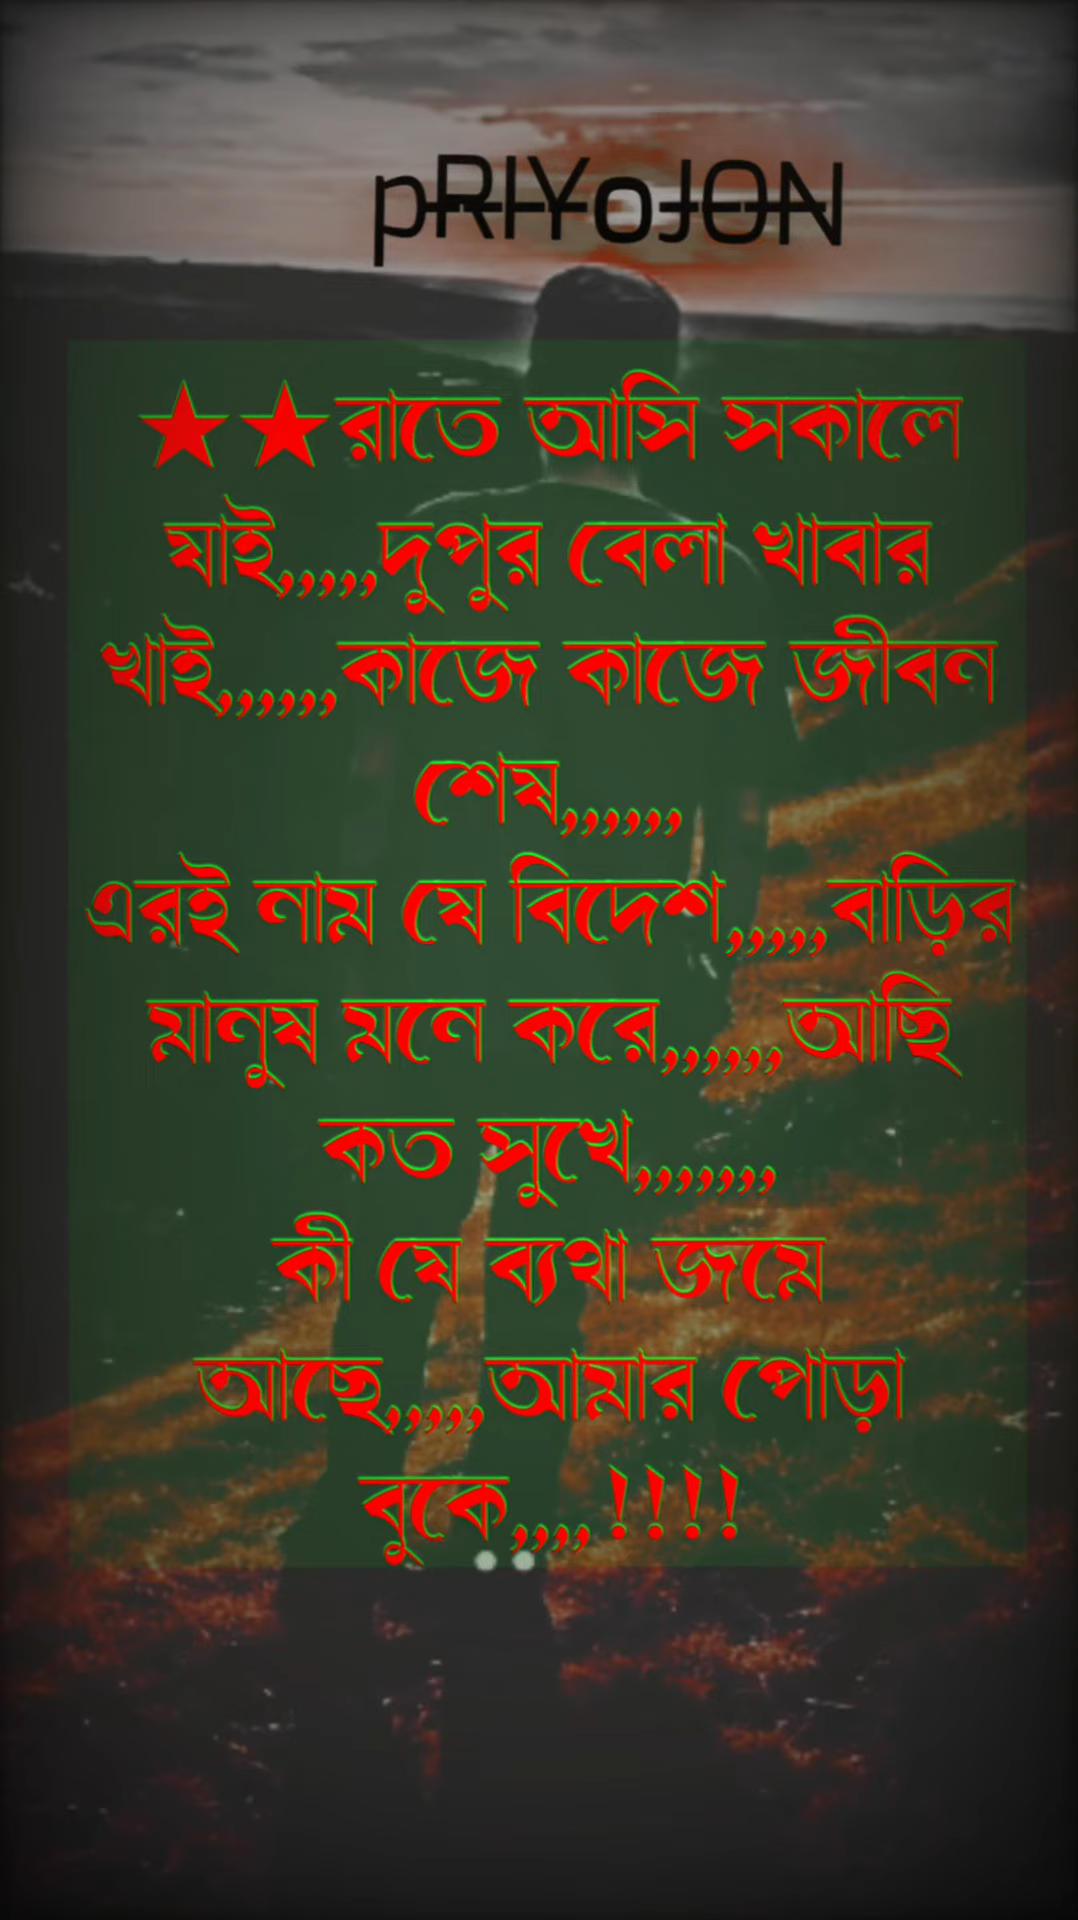 pRIYoJON
★★রাতে আসি সকালে
যাই,,,,,দুপুর বেলা খাবার
খাই,,,,,,কাজে কাজে জীবন
শেষ,,,,,,
এরই নাম যে বিদেশ,,,,,বাড়ির
মানুষ মনে করে,,,,,,আছি
কত সুখে,,,,,,,
কী যে ব্যথা জমে
আছে,,,,,আমার পোড়া
বুকে,,,,!!!!